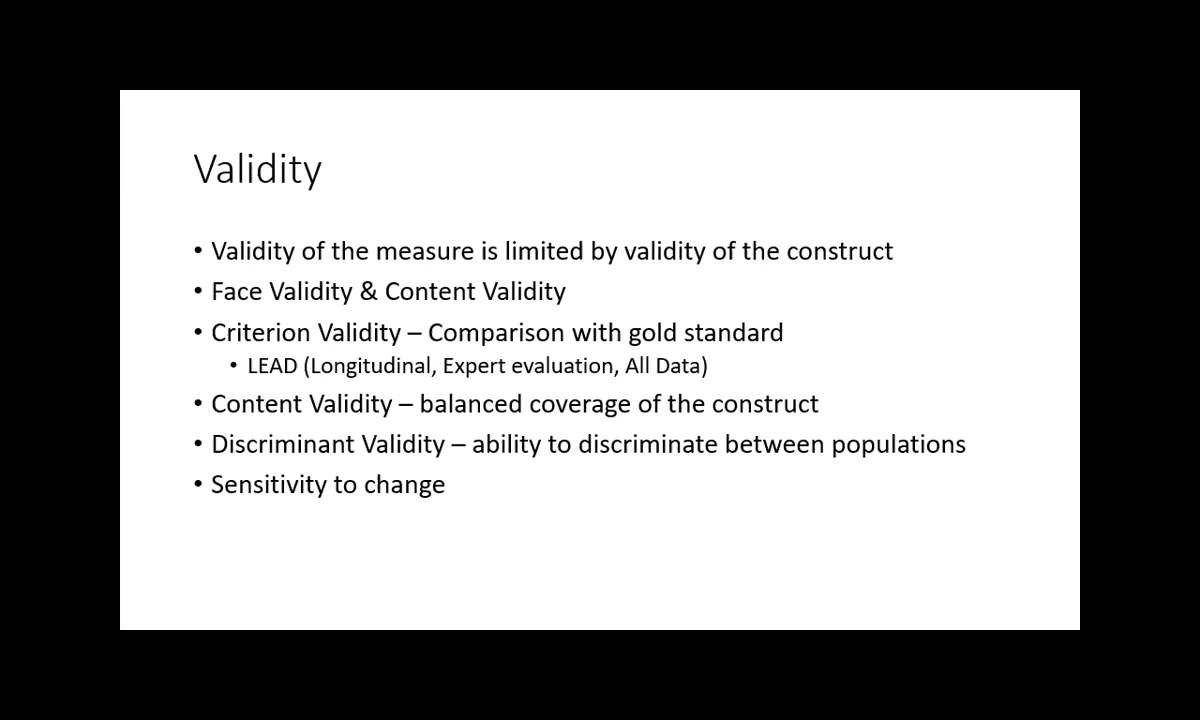 Validity
• Validity of the measure is limited by validity of the construct
• Face Validity & Content Validity
• Criterion Validity – Comparison with gold standard
• LEAD (Longitudinal, Expert evaluation, All Data)
• Content Validity – balanced coverage of the construct
• Discriminant Validity – ability to discriminate between populations
• Sensitivity to change